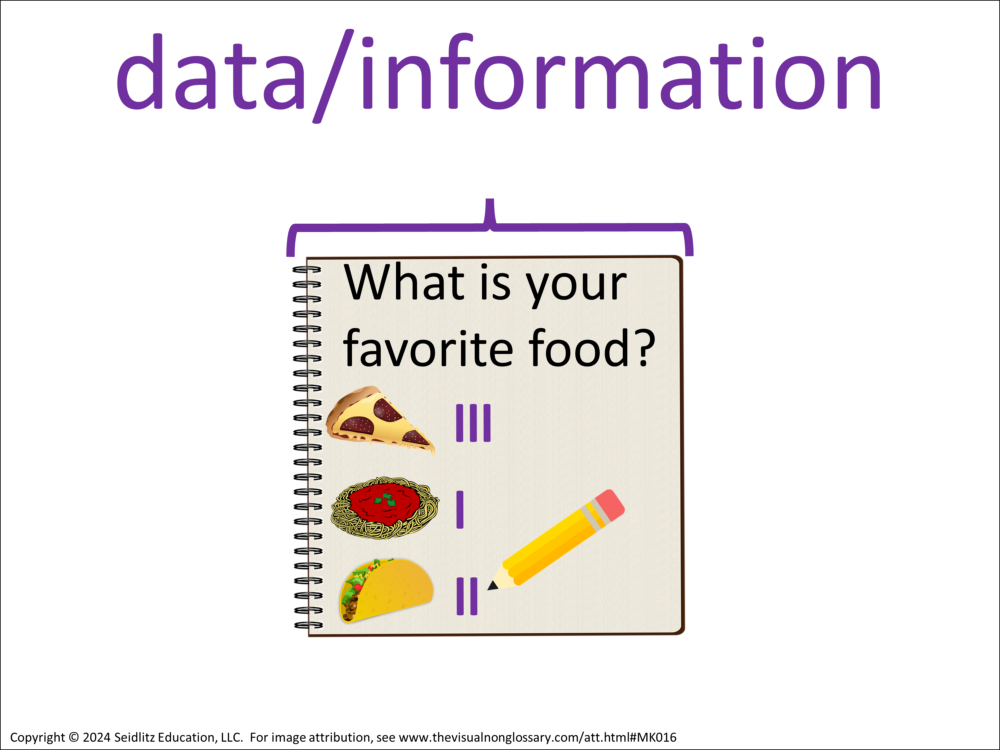 data/information
What is your
favorite food?
III
I
II
Copyright © 2024 Seidlitz Education, LLC.  For image attribution, see www.thevisualnonglossary.com/att.html#MK016